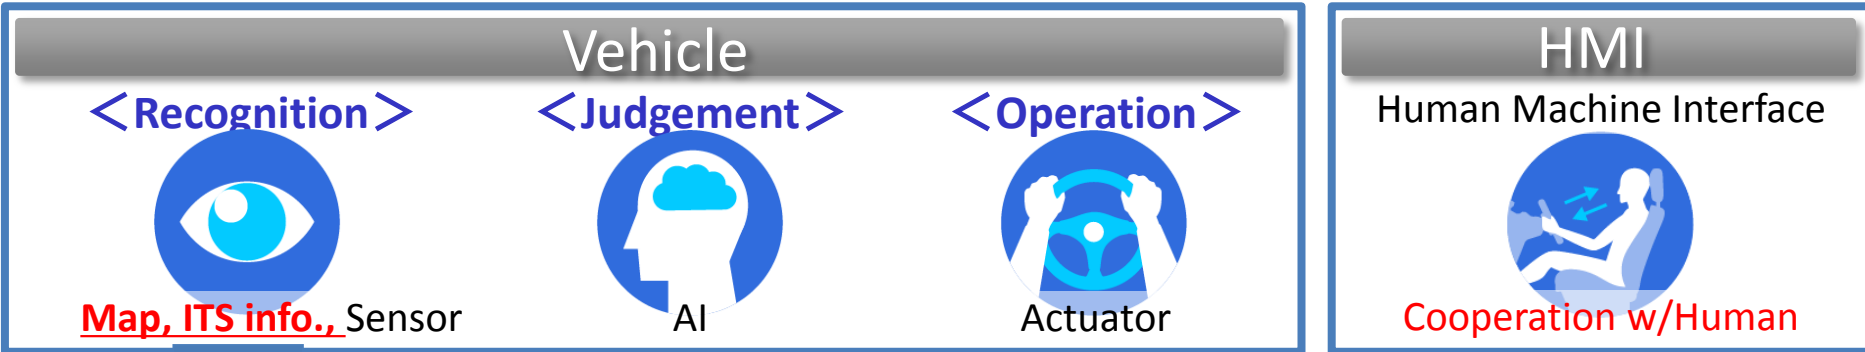 Vehicle
＜Recognition＞
＜Judgement＞
＜Operation＞
Map, ITS info., Sensor
AI
Actuator
HMI
Human Machine Interface
Cooperation w/Human